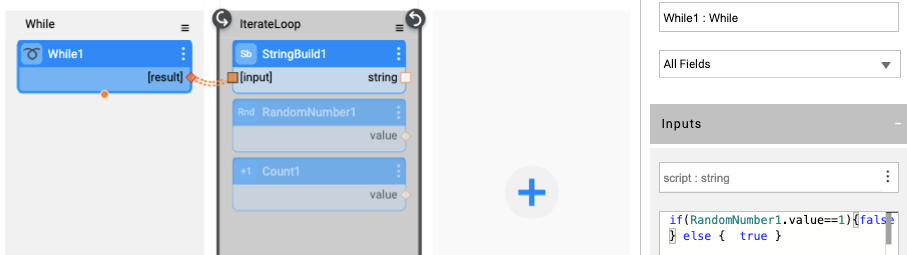 While
While1
[result]
IterateLoop
Sb StringBuild1
[input] string
Rnd RandomNumber1
value
+1 Count1
value
While1 : While
All Fields
Inputs
script : string
if(RandomNumber1.value==1){false
} else {  true }